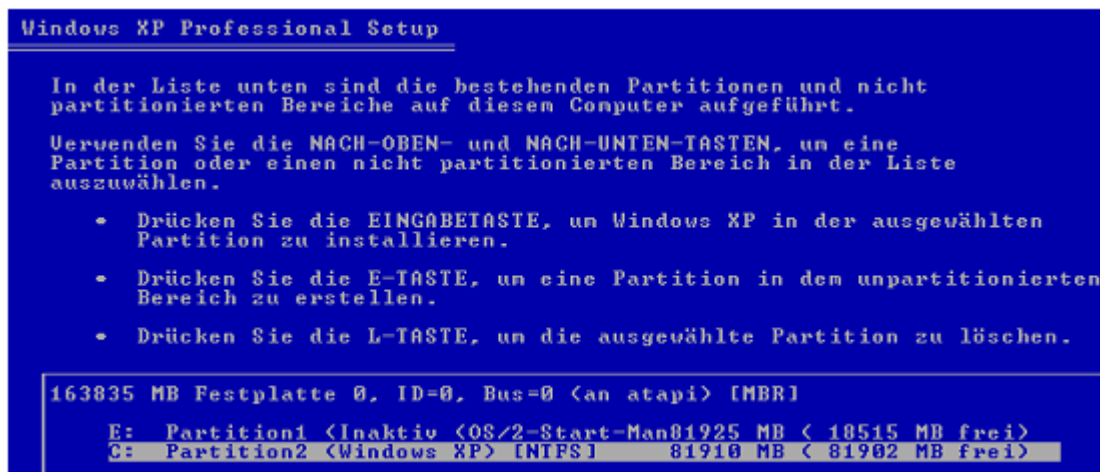 Windows XP Professional Setup
In der Liste unten sind die bestehenden Partitionen und nicht
partitionierten Bereiche auf diesem Computer aufgeführt.
Verwenden Sie die NACH-OBEN- und NACH-UNTEN-TASTEN, um eine
Partition oder einen nicht partitionierten Bereich in der Liste
auszuwählen.
• Drücken Sie die EINGABETASTE, um Windows XP in der ausgewählten
Partition zu installieren.
• Drücken Sie die E-TASTE, um eine Partition in dem unpartitionierten
Bereich zu erstellen.
• Drücken Sie die L-TASTE, um die ausgewählte Partition zu löschen.
163835 MB Festplatte 0, ID=0, Bus=0 (an atapi) [MBR]
E: Partition1 (Inaktiv (OS/2-Start-Man81925 MB ( 18515 MB frei)
C: Partition2 (Windows XP) [NTFS] 81910 MB ( 81902 MB frei)